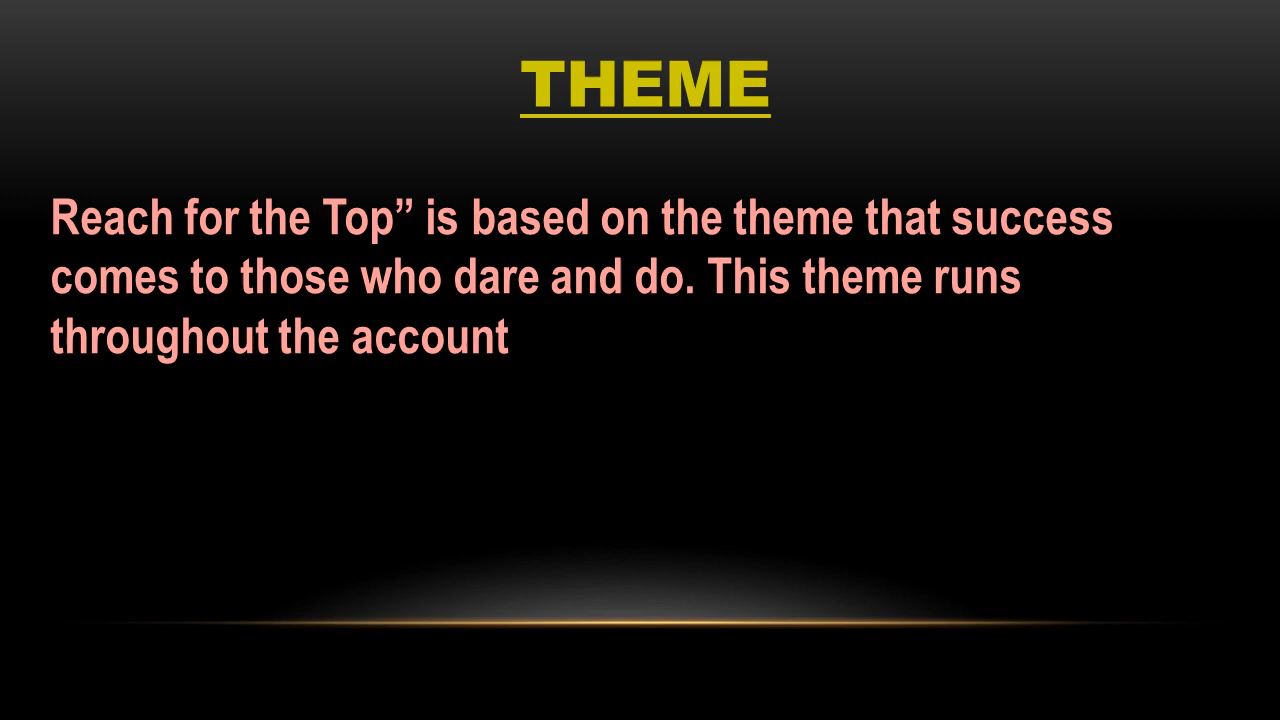 THEME
Reach for the Top” is based on the theme that success
comes to those who dare and do. This theme runs
throughout the account